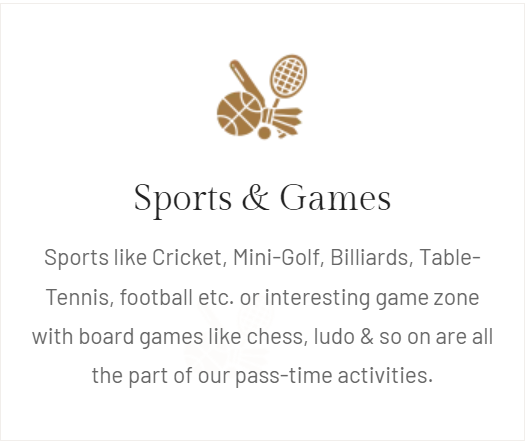 Sports & Games
Sports like Cricket, Mini-Golf, Billiards, Table-
Tennis, football etc. or interesting game zone
with board games like chess, ludo & so on are all
the part of our pass-time activities.